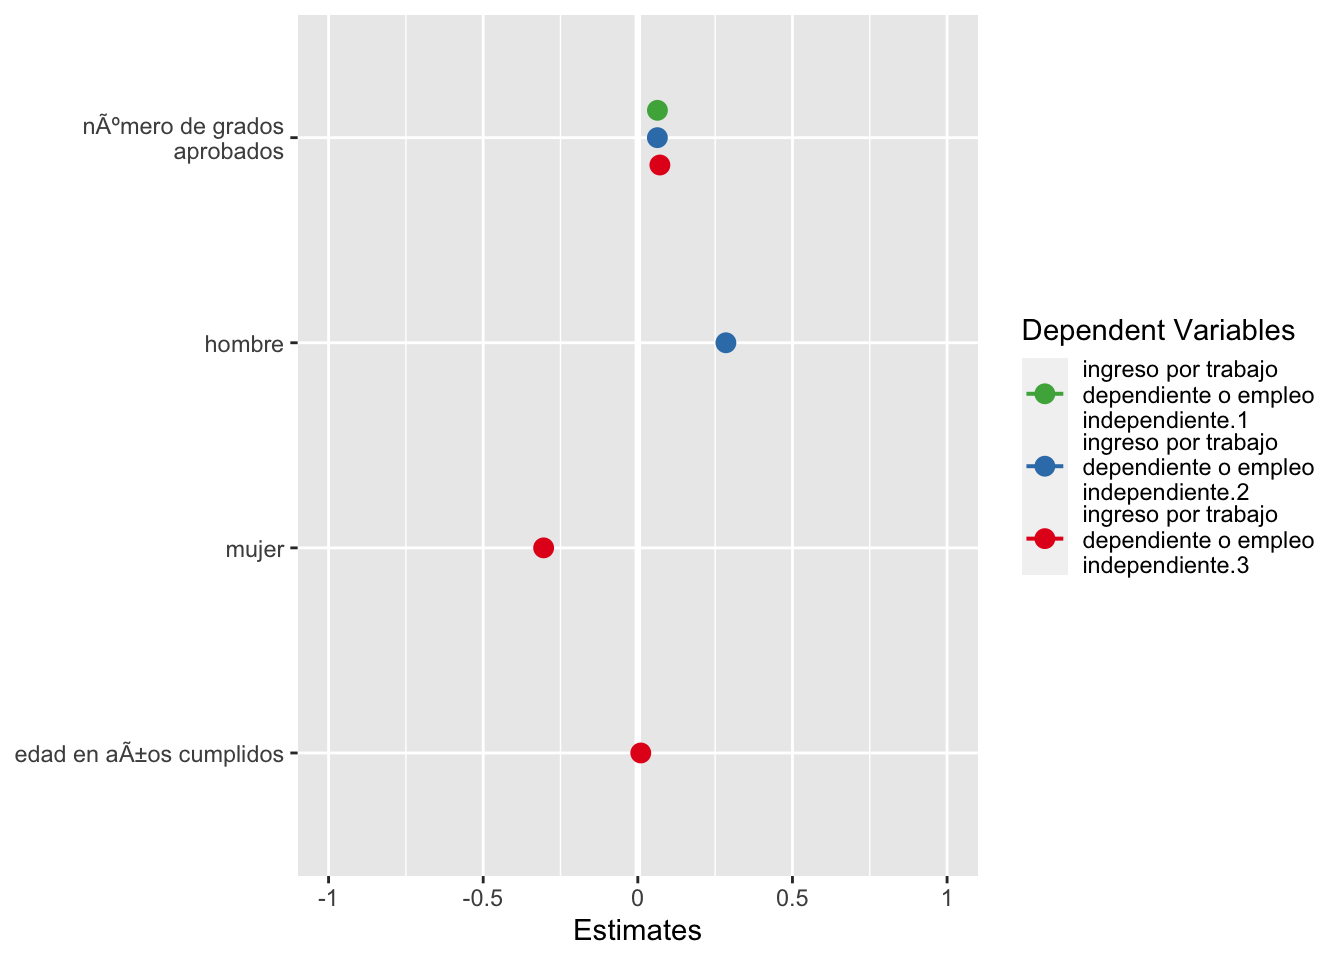 nÃºmero de grados
aprobados
hombre
mujer
edad en aÃ±os cumplidos
-1
-0.5
0
0.5
1
Estimates
Dependent Variables
ingreso por trabajo
dependiente o empleo
independiente.1
ingreso por trabajo
dependiente o empleo
independiente.2
ingreso por trabajo
dependiente o empleo
independiente.3